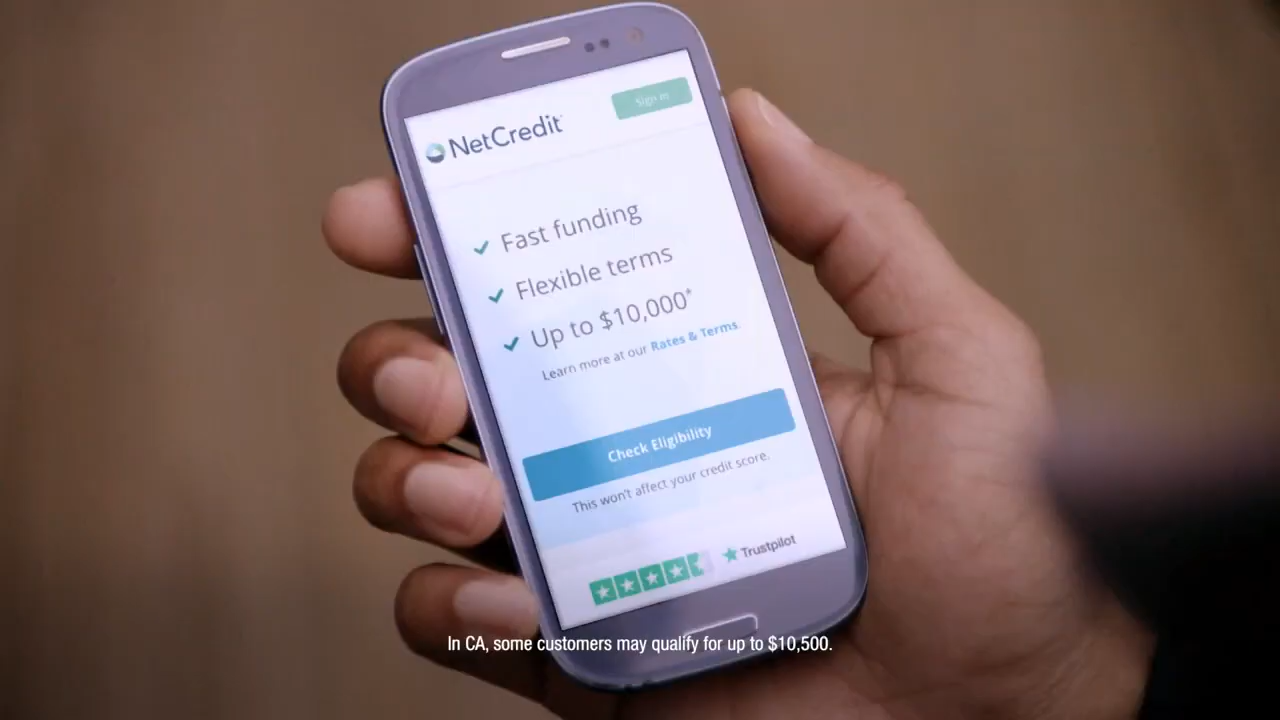 Sign in
NetCredit
Fast funding
Flexible terms
Up to $10,000*
Learn more at our Rates & Terms.
Check Eligibility
This won't affect your credit score.
Trustpilot
In CA, some customers may qualify for up to $10,500.